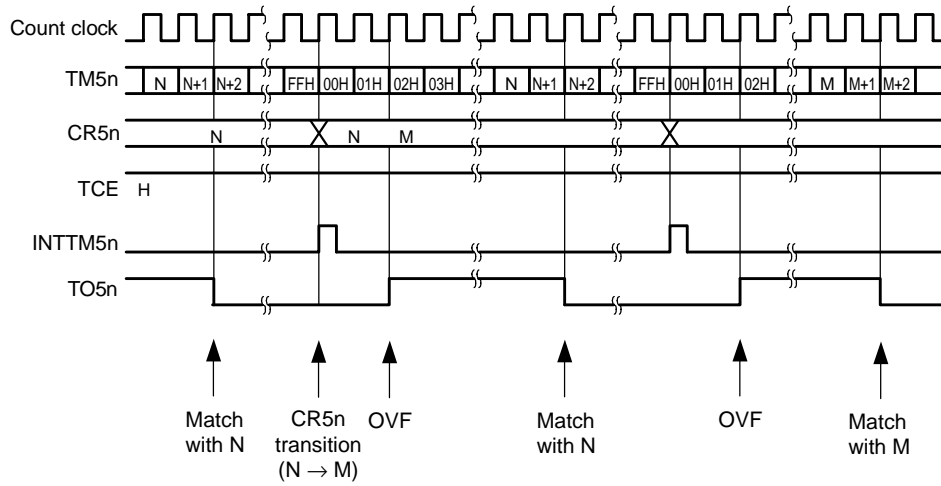 Count clock
TM5n N N+1 N+2 FFH 00H 01H 02H 03H N N+1 N+2 FFH 00H 01H 02H M M+1 M+2
CR5n N N M
TCE H
INTTM5n
TO5n
Match
with N
CR5n
transition
(N → M)
OVF
Match
with N
OVF
Match
with M